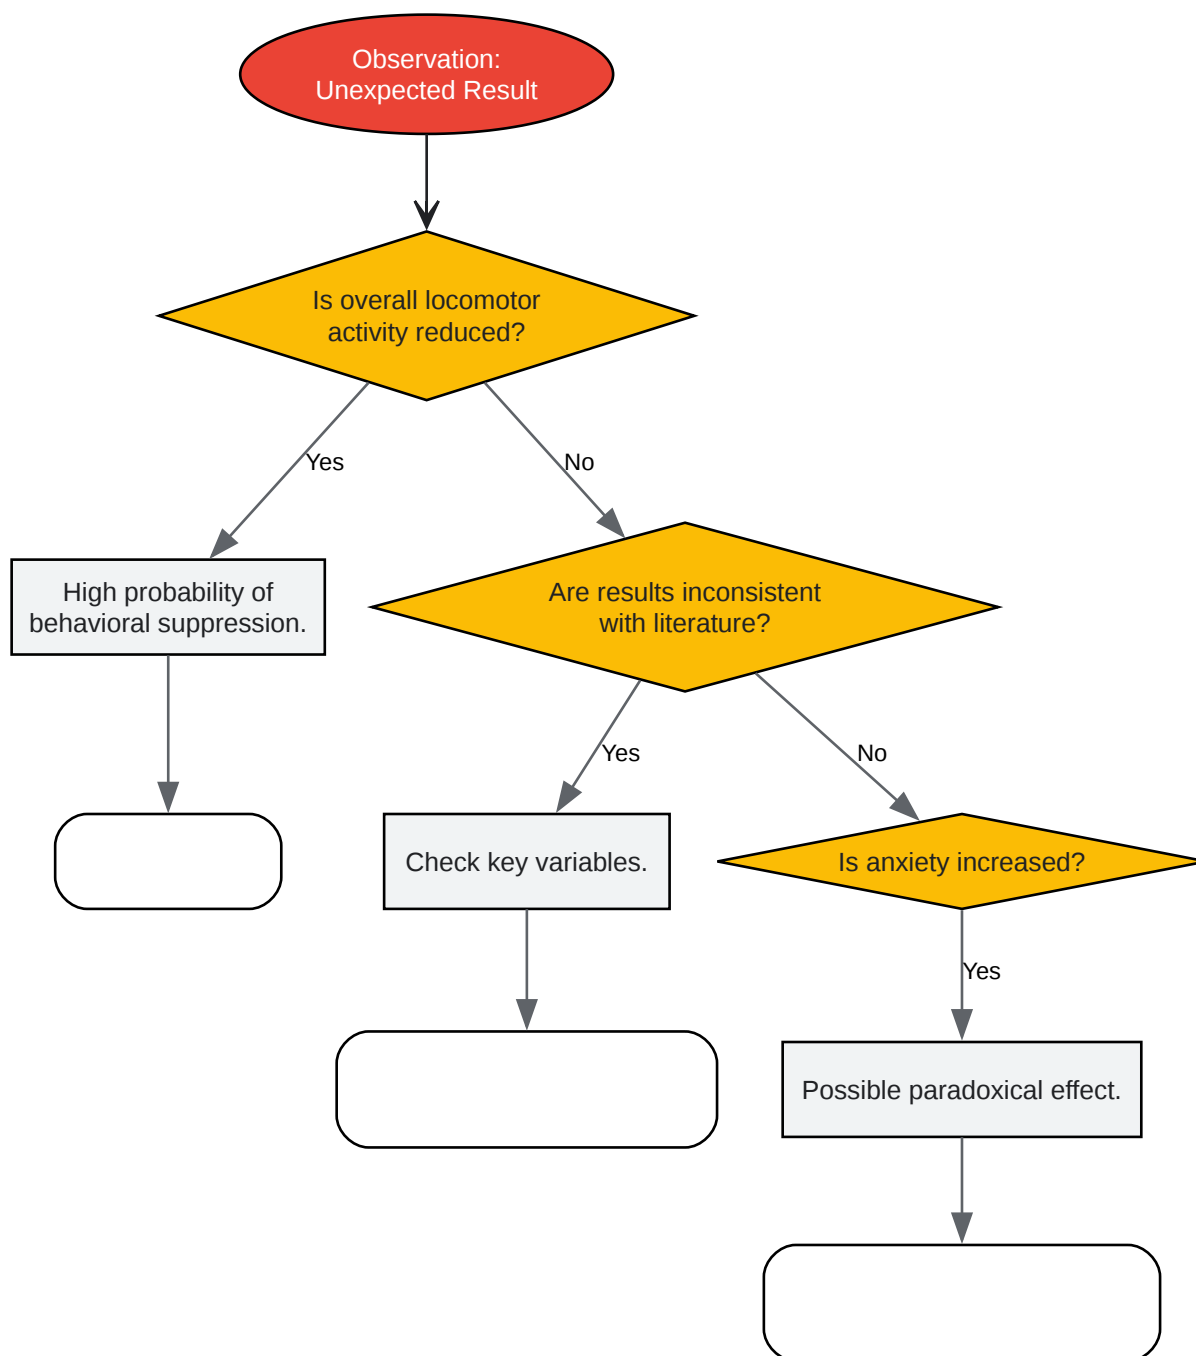 Observation:
Unexpected Result
Is overall locomotor
activity reduced?
Yes
No
High probability of
behavioral suppression.
Are results inconsistent
with literature?
Yes
No
Check key variables.
Is anxiety increased?
Yes
Possible paradoxical effect.